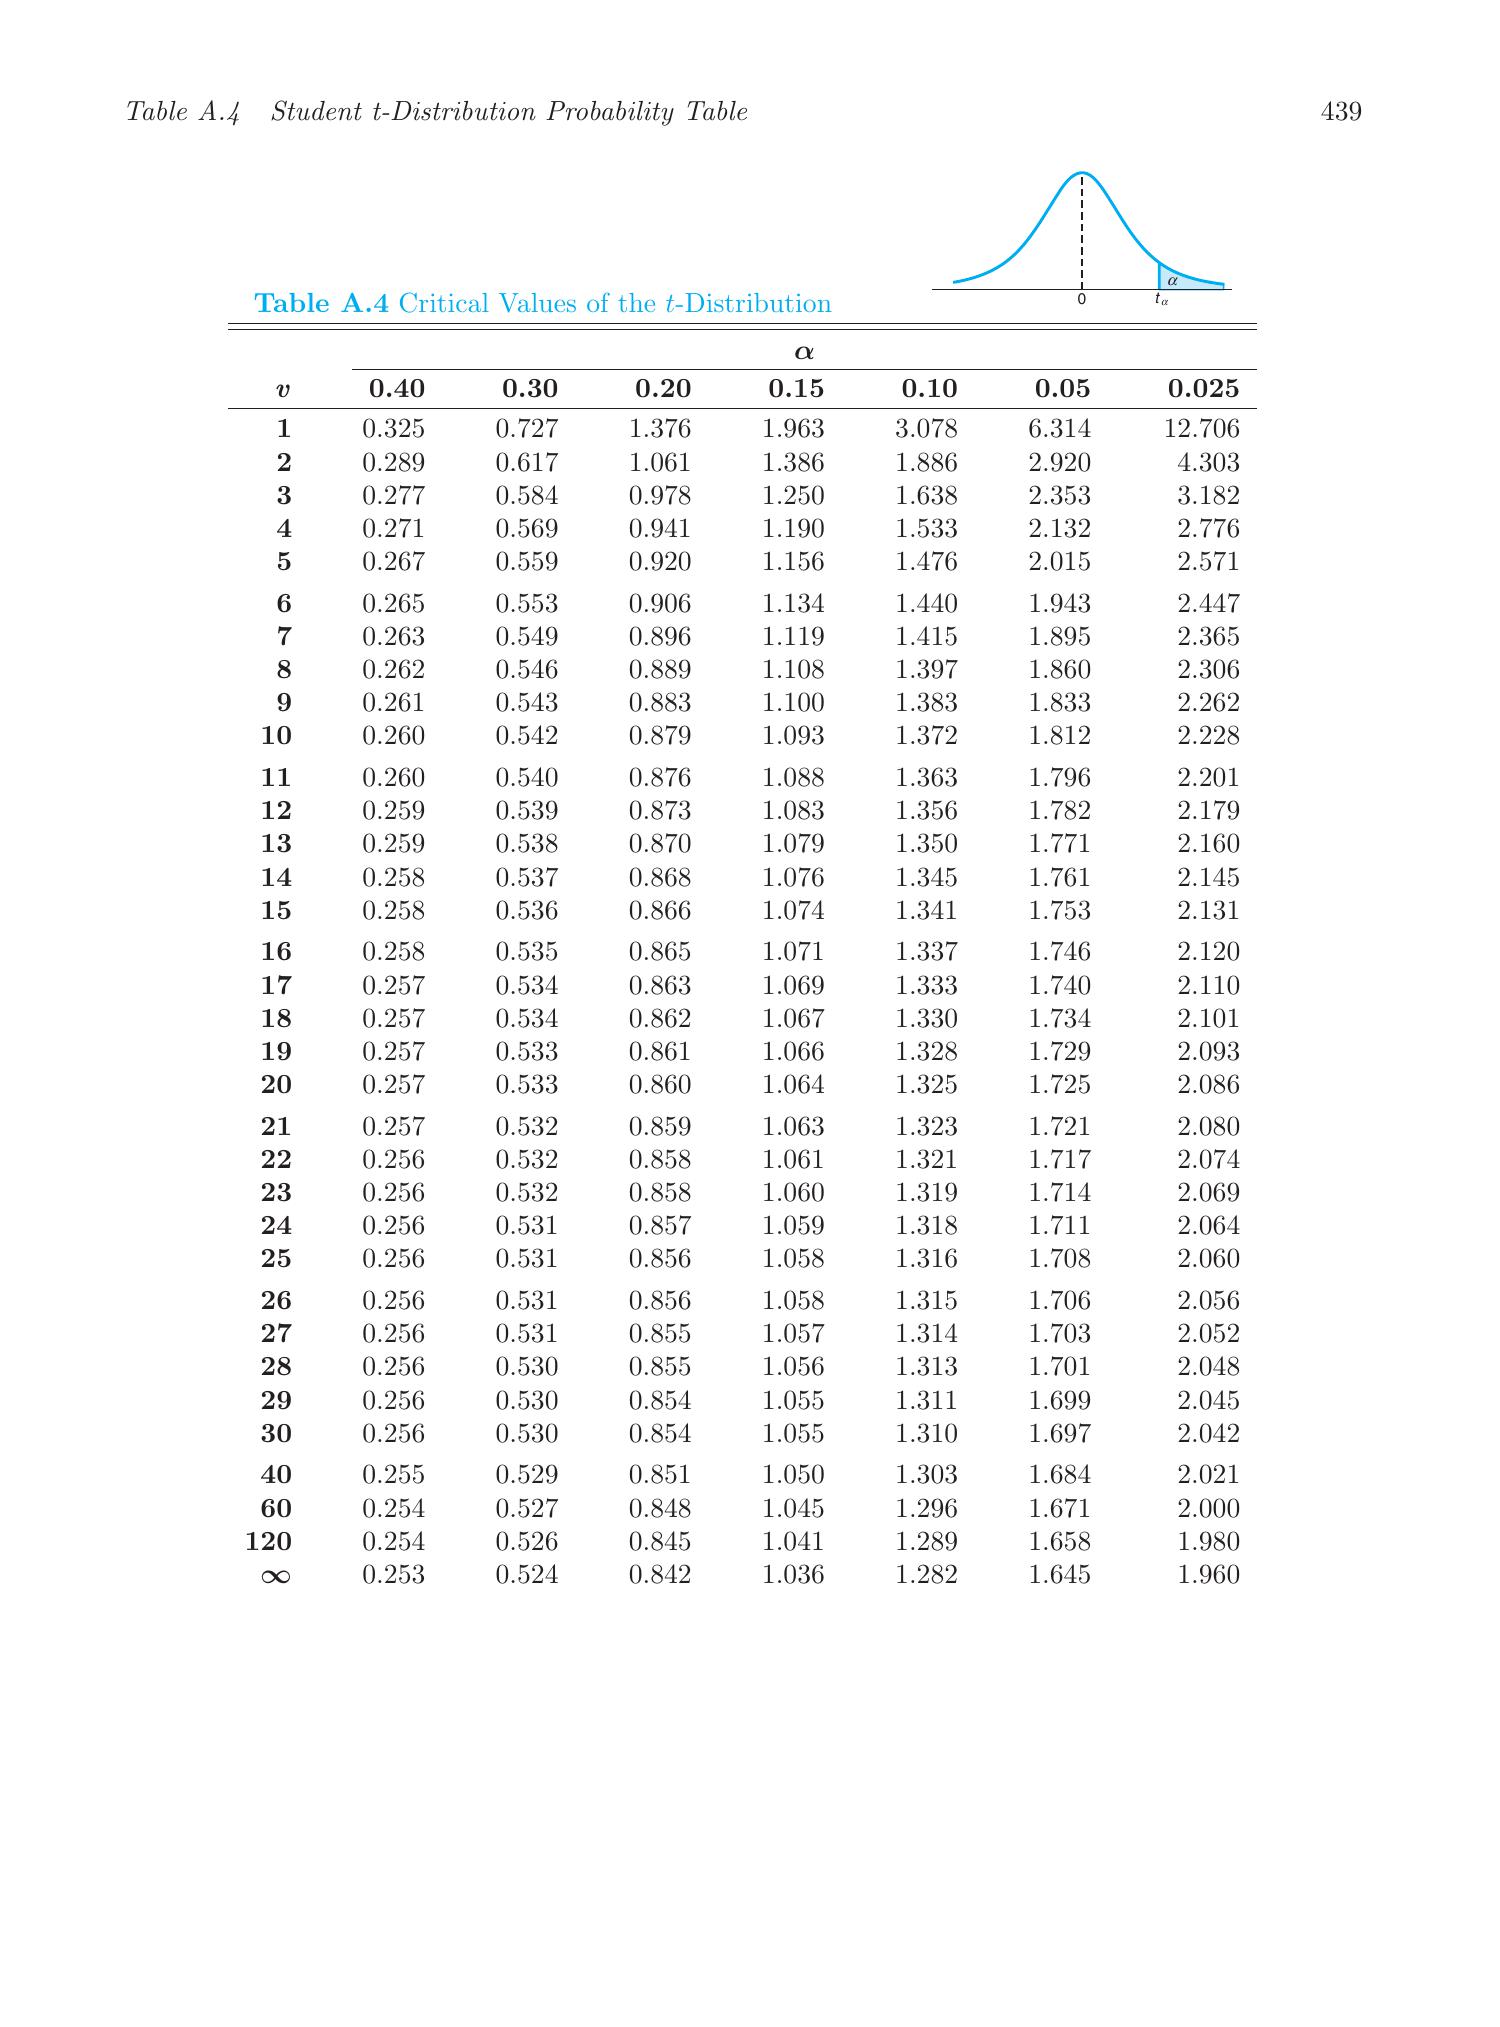 Table A.4 Student t-Distribution Probability Table 439
α
0 tα
Table A.4 Critical Values of the t-Distribution
α
v 0.40 0.30 0.20 0.15 0.10 0.05 0.025
1 0.325 0.727 1.376 1.963 3.078 6.314 12.706
2 0.289 0.617 1.061 1.386 1.886 2.920 4.303
3 0.277 0.584 0.978 1.250 1.638 2.353 3.182
4 0.271 0.569 0.941 1.190 1.533 2.132 2.776
5 0.267 0.559 0.920 1.156 1.476 2.015 2.571
6 0.265 0.553 0.906 1.134 1.440 1.943 2.447
7 0.263 0.549 0.896 1.119 1.415 1.895 2.365
8 0.262 0.546 0.889 1.108 1.397 1.860 2.306
9 0.261 0.543 0.883 1.100 1.383 1.833 2.262
10 0.260 0.542 0.879 1.093 1.372 1.812 2.228
11 0.260 0.540 0.876 1.088 1.363 1.796 2.201
12 0.259 0.539 0.873 1.083 1.356 1.782 2.179
13 0.259 0.538 0.870 1.079 1.350 1.771 2.160
14 0.258 0.537 0.868 1.076 1.345 1.761 2.145
15 0.258 0.536 0.866 1.074 1.341 1.753 2.131
16 0.258 0.535 0.865 1.071 1.337 1.746 2.120
17 0.257 0.534 0.863 1.069 1.333 1.740 2.110
18 0.257 0.534 0.862 1.067 1.330 1.734 2.101
19 0.257 0.533 0.861 1.066 1.328 1.729 2.093
20 0.257 0.533 0.860 1.064 1.325 1.725 2.086
21 0.257 0.532 0.859 1.063 1.323 1.721 2.080
22 0.256 0.532 0.858 1.061 1.321 1.717 2.074
23 0.256 0.532 0.858 1.060 1.319 1.714 2.069
24 0.256 0.531 0.857 1.059 1.318 1.711 2.064
25 0.256 0.531 0.856 1.058 1.316 1.708 2.060
26 0.256 0.531 0.856 1.058 1.315 1.706 2.056
27 0.256 0.531 0.855 1.057 1.314 1.703 2.052
28 0.256 0.530 0.855 1.056 1.313 1.701 2.048
29 0.256 0.530 0.854 1.055 1.311 1.699 2.045
30 0.256 0.530 0.854 1.055 1.310 1.697 2.042
40 0.255 0.529 0.851 1.050 1.303 1.684 2.021
60 0.254 0.527 0.848 1.045 1.296 1.671 2.000
120 0.254 0.526 0.845 1.041 1.289 1.658 1.980
∞ 0.253 0.524 0.842 1.036 1.282 1.645 1.960